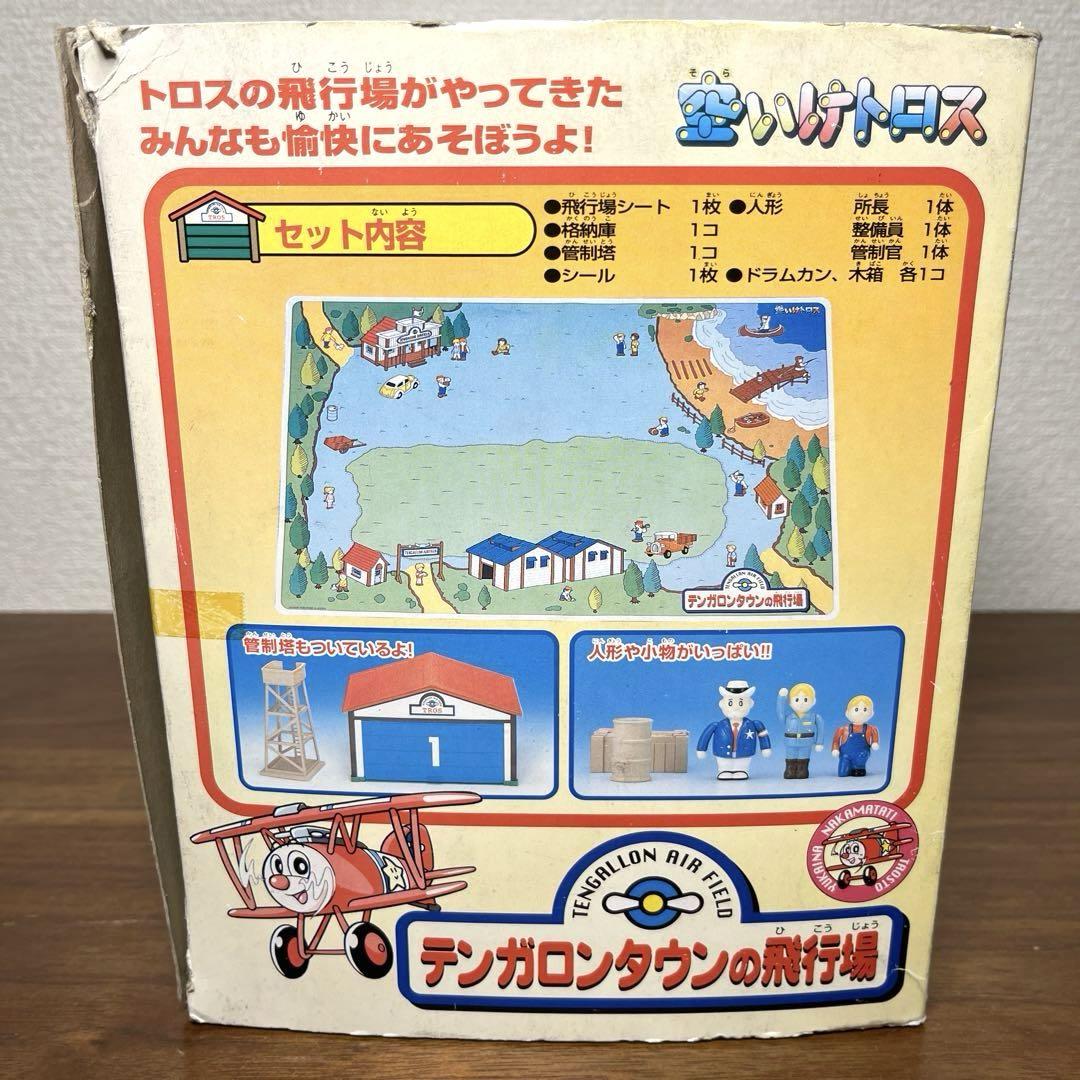 トロスの飛行場がやってきた
みんなも愉快にあそぼうよ!
空いけトロス
TROS
セット内容
●飛行場シート 1枚
●格納庫 1コ
●管制塔 1コ
●シール 1枚
●人形 所長 1体
整備員 1体
管制官 1体
●ドラムカン、木箱 各1コ
空いけトロス
TENGALLON AIR FIELD
テンガロンタウンの飛行場
管制塔もついているよ!
TROS
1
人形や小物がいっぱい!!
YUKAINA NAKAMATATI TROSTO
TENGALLON AIR FIELD
テンガロンタウンの飛行場